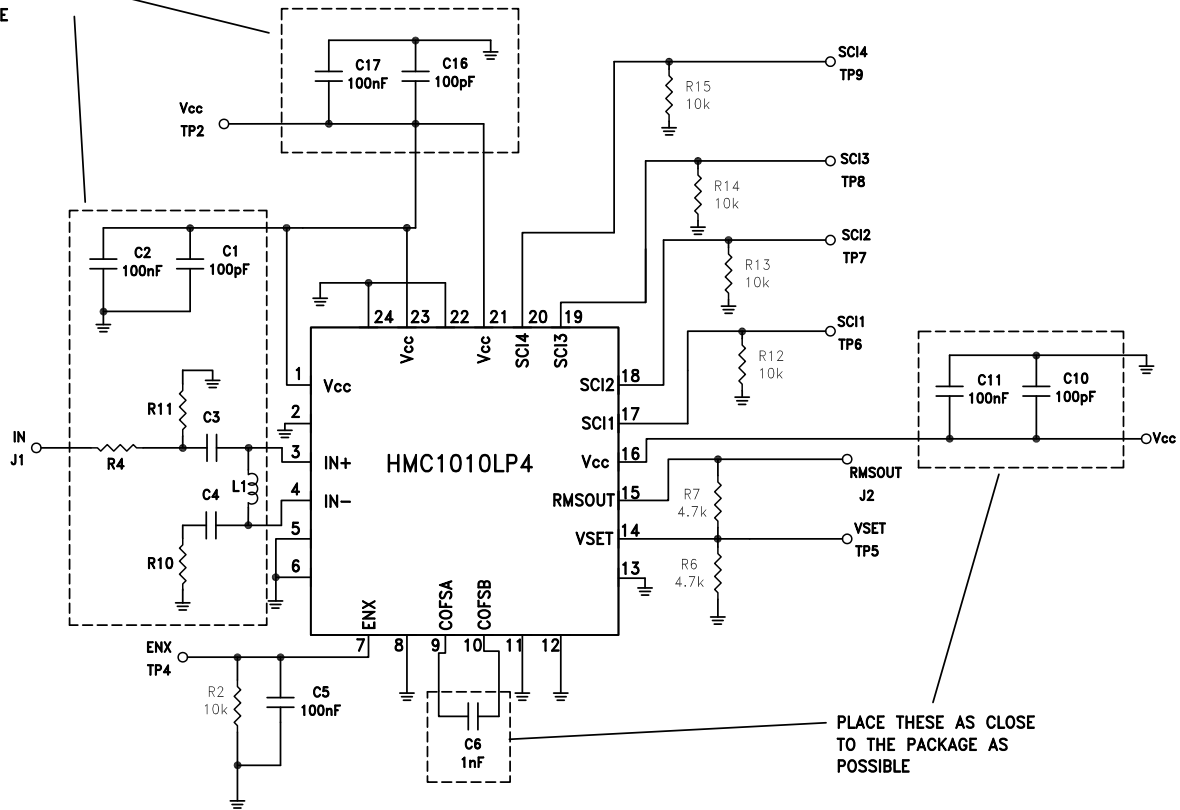 E
C17
100nF
C16
100pF
Vcc
TP2
SCI4
TP9
R15
10k
SCI3
TP8
R14
10k
SCI2
TP7
R13
10k
SCI1
TP6
R12
10k
C2
100nF
C1
100pF
24 23 22 21 20 19
Vcc
Vcc
SCI4
SCI3
1
Vcc
2
3
IN+
4
IN-
5
6
HMC1010LP4
SCI2
18
SCI1
17
Vcc
16
RMSOUT
15
VSET
14
13
IN
J1
R11
C3
R4
L1
C4
R10
C11
100nF
C10
100pF
Vcc
RMSOUT
J2
R7
4.7k
VSET
TP5
R6
4.7k
ENX
COFSA
COFSB
7 8 9 10 11 12
ENX
TP4
R2
10k
C5
100nF
C6
1nF
PLACE THESE AS CLOSE
TO THE PACKAGE AS
POSSIBLE